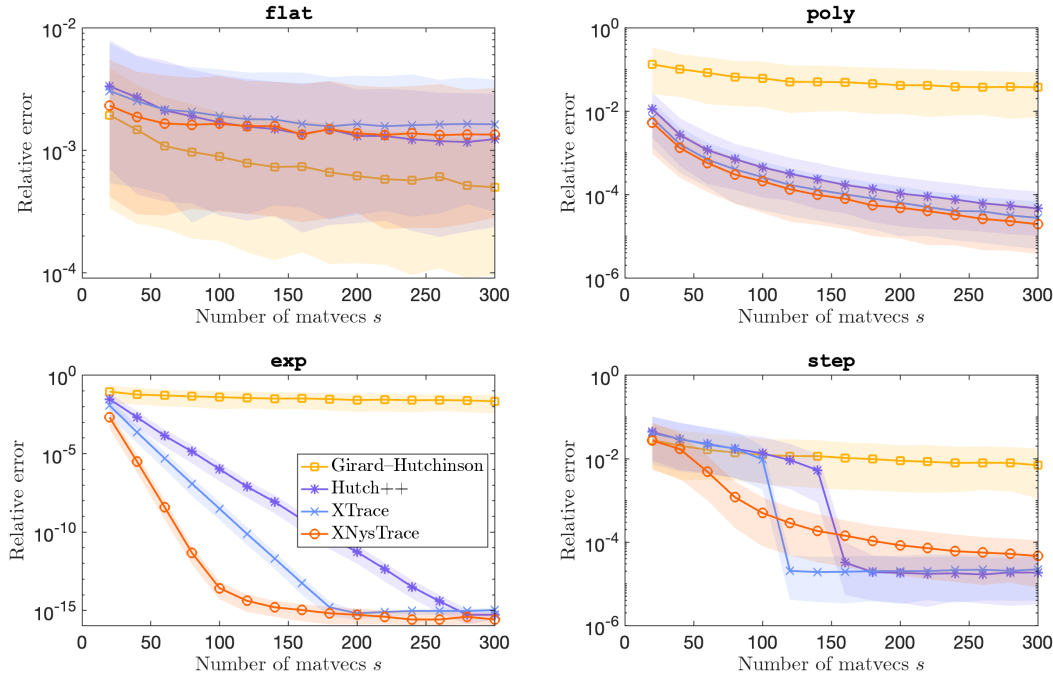 flat
10^-2
10^-3
10^-4
Relative error
0 50 100 150 200 250 300
Number of matvecs s
poly
10^0
10^-2
10^-4
10^-6
Relative error
0 50 100 150 200 250 300
Number of matvecs s
exp
10^0
10^-5
10^-10
10^-15
Relative error
Girard–Hutchinson
Hutch++
XTrace
XNysTrace
0 50 100 150 200 250 300
Number of matvecs s
step
10^0
10^-2
10^-4
10^-6
Relative error
0 50 100 150 200 250 300
Number of matvecs s